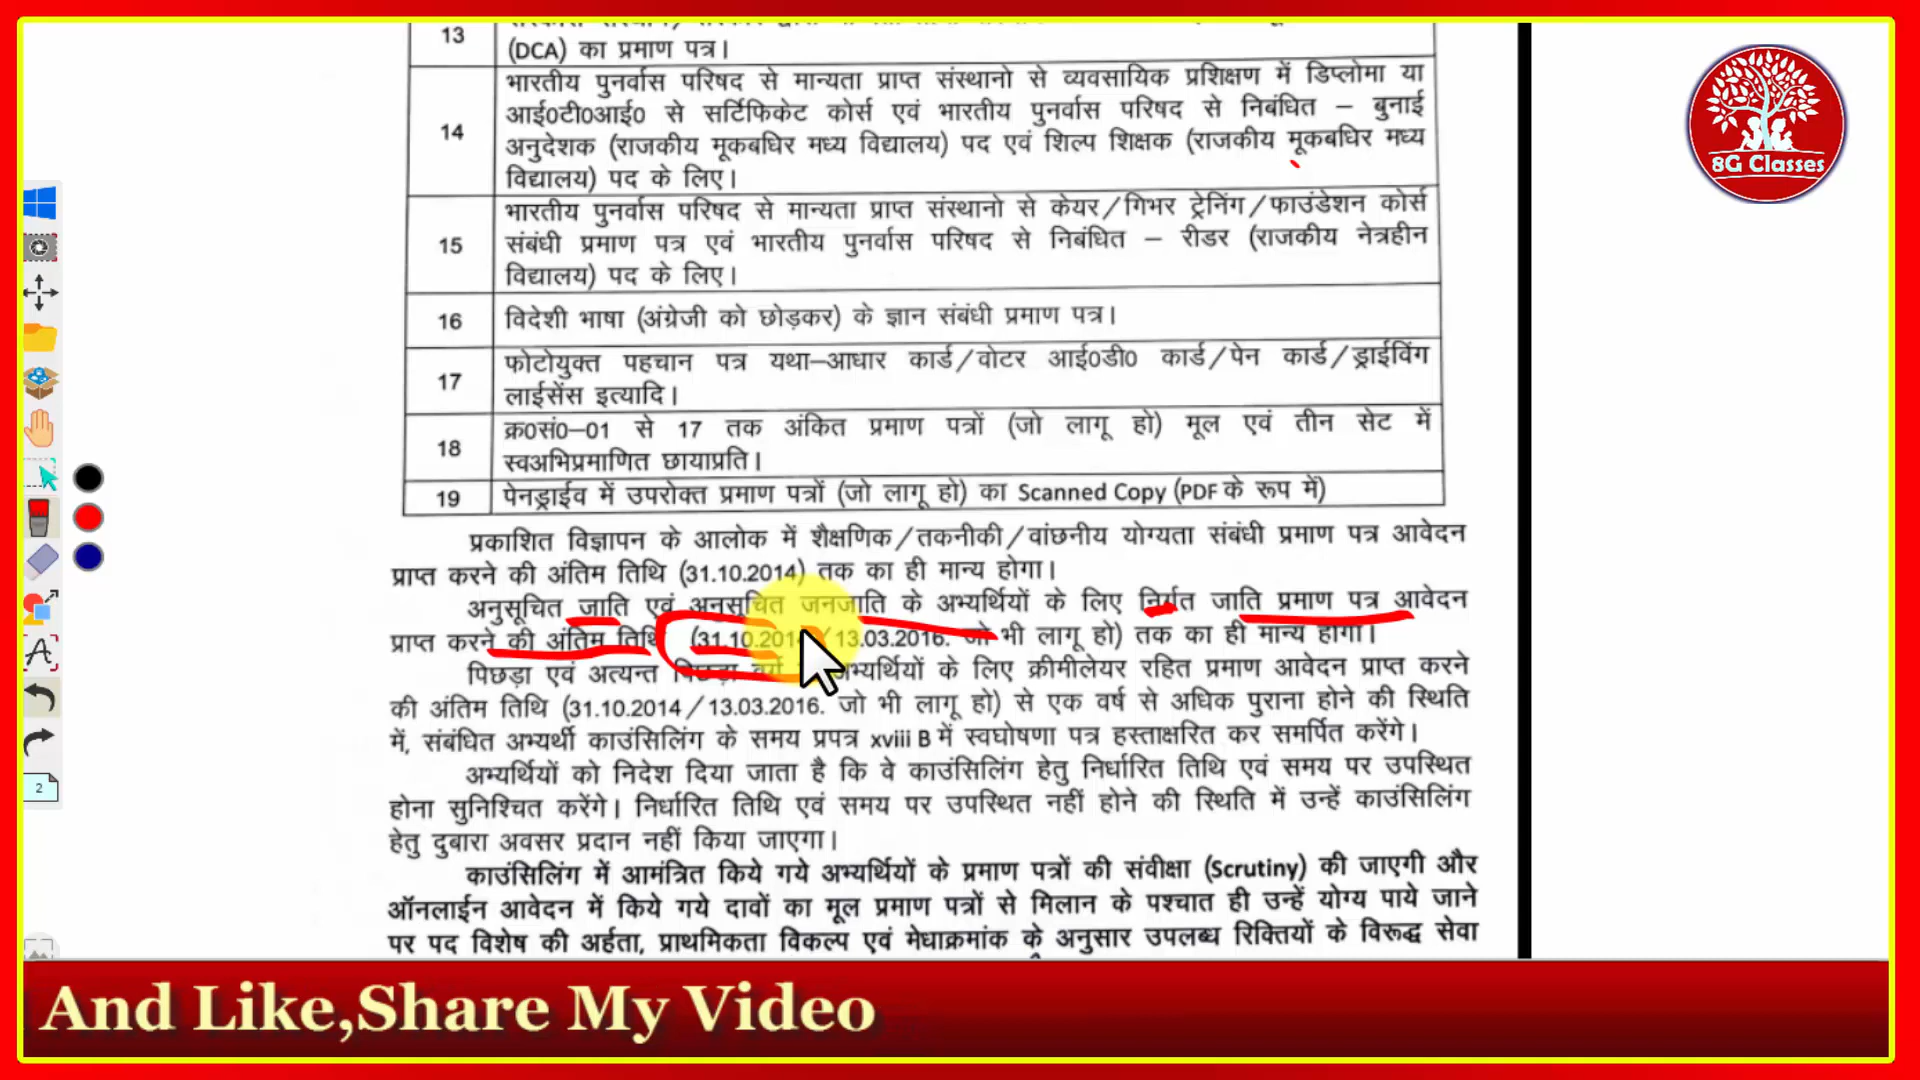 13
(DCA) का प्रमाण पत्र।
8G Classes
भारतीय पुनर्वास परिषद से मान्यता प्राप्त संस्थानो से व्यवसायिक प्रशिक्षण में डिप्लोमा या
14
आई0टी0आई0 से सर्टिफिकेट कोर्स एवं भारतीय पुनर्वास परिषद से निबंधित – बुनाई
अनुदेशक (राजकीय मूकबधिर मध्य विद्यालय) पद एवं शिल्प शिक्षक (राजकीय मूकबधिर मध्य
विद्यालय) पद के लिए।
भारतीय पुनर्वास परिषद से मान्यता प्राप्त संस्थानो से केयर/गिभर ट्रेनिंग/फाउंडेशन कोर्स
15
संबंधी प्रमाण पत्र एवं भारतीय पुनर्वास परिषद से निबंधित – रीडर (राजकीय नेत्रहीन
विद्यालय) पद के लिए।
16 विदेशी भाषा (अंग्रेजी को छोड़कर) के ज्ञान संबंधी प्रमाण पत्र।
17 फोटोयुक्त पहचान पत्र यथा–आधार कार्ड/वोटर आई0डी0 कार्ड/पेन कार्ड/ड्राईविंग
लाईसेंस इत्यादि।
18 क्र0सं0–01 से 17 तक अंकित प्रमाण पत्रों (जो लागू हो) मूल एवं तीन सेट में
स्वअभिप्रमाणित छायाप्रति।
19 पेनड्राईव में उपरोक्त प्रमाण पत्रों (जो लागू हो) का Scanned Copy (PDF के रूप में)
प्रकाशित विज्ञापन के आलोक में शैक्षणिक/तकनीकी/वांछनीय योग्यता संबंधी प्रमाण पत्र आवेदन
प्राप्त करने की अंतिम तिथि (31.10.2014) तक का ही मान्य होगा।
अनुसूचित जाति एवं अनुसूचित जनजाति के अभ्यर्थियों के लिए निर्गत जाति प्रमाण पत्र आवेदन
प्राप्त करने की अंतिम तिथि (31.10.2014/13.03.2016. जो भी लागू हो) तक का ही मान्य होगा।
पिछड़ा एवं अत्यन्त पिछड़ा वर्ग अभ्यर्थियों के लिए क्रीमीलेयर रहित प्रमाण आवेदन प्राप्त करने
की अंतिम तिथि (31.10.2014/13.03.2016. जो भी लागू हो) से एक वर्ष से अधिक पुराना होने की स्थिति
में, संबंधित अभ्यर्थी काउंसिलिंग के समय प्रपत्र xviii B में स्वघोषणा पत्र हस्ताक्षरित कर समर्पित करेंगे।
अभ्यर्थियों को निदेश दिया जाता है कि वे काउंसिलिंग हेतु निर्धारित तिथि एवं समय पर उपस्थित
होना सुनिश्चित करेंगे। निर्धारित तिथि एवं समय पर उपस्थित नहीं होने की स्थिति में उन्हें काउंसिलिंग
हेतु दुबारा अवसर प्रदान नहीं किया जाएगा।
काउंसिलिंग में आमंत्रित किये गये अभ्यर्थियों के प्रमाण पत्रों की संवीक्षा (Scrutiny) की जाएगी और
ऑनलाईन आवेदन में किये गये दावों का मूल प्रमाण पत्रों से मिलान के पश्चात ही उन्हें योग्य पाये जाने
पर पद विशेष की अर्हता, प्राथमिकता विकल्प एवं मेधाक्रमांक के अनुसार उपलब्ध रिक्तियों के विरूद्ध सेवा
2
And Like,Share My Video